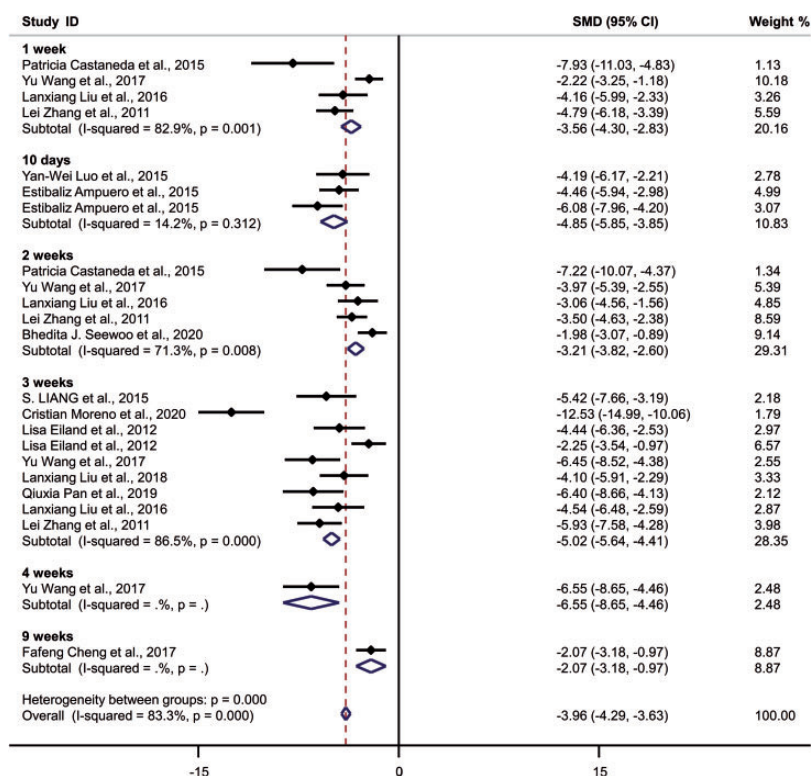 Study ID SMD (95% CI) Weight %
1 week
Patricia Castaneda et al., 2015 -7.93 (-11.03, -4.83) 1.13
Yu Wang et al., 2017 -2.22 (-3.25, -1.18) 10.18
Lanxiang Liu et al., 2016 -4.16 (-5.99, -2.33) 3.26
Lei Zhang et al., 2011 -4.79 (-6.18, -3.39) 5.59
Subtotal (I-squared = 82.9%, p = 0.001) -3.56 (-4.30, -2.83) 20.16
10 days
Yan-Wei Luo et al., 2015 -4.19 (-6.17, -2.21) 2.78
Estibaliz Ampuero et al., 2015 -4.46 (-5.94, -2.98) 4.99
Estibaliz Ampuero et al., 2015 -6.08 (-7.96, -4.20) 3.07
Subtotal (I-squared = 14.2%, p = 0.312) -4.85 (-5.85, -3.85) 10.83
2 weeks
Patricia Castaneda et al., 2015 -7.22 (-10.07, -4.37) 1.34
Yu Wang et al., 2017 -3.97 (-5.39, -2.55) 5.39
Lanxiang Liu et al., 2016 -3.06 (-4.56, -1.56) 4.85
Lei Zhang et al., 2011 -3.50 (-4.63, -2.38) 8.59
Bhedita J. Seewoo et al., 2020 -1.98 (-3.07, -0.89) 9.14
Subtotal (I-squared = 71.3%, p = 0.008) -3.21 (-3.82, -2.60) 29.31
3 weeks
S. LIANG et al., 2015 -5.42 (-7.66, -3.19) 2.18
Cristian Moreno et al., 2020 -12.53 (-14.99, -10.06) 1.79
Lisa Eiland et al., 2012 -4.44 (-6.36, -2.53) 2.97
Lisa Eiland et al., 2012 -2.25 (-3.54, -0.97) 6.57
Yu Wang et al., 2017 -6.45 (-8.52, -4.38) 2.55
Lanxiang Liu et al., 2018 -4.10 (-5.91, -2.29) 3.33
Qiuxia Pan et al., 2019 -6.40 (-8.66, -4.13) 2.12
Lanxiang Liu et al., 2016 -4.54 (-6.48, -2.59) 2.87
Lei Zhang et al., 2011 -5.93 (-7.58, -4.28) 3.98
Subtotal (I-squared = 86.5%, p = 0.000) -5.02 (-5.64, -4.41) 28.35
4 weeks
Yu Wang et al., 2017 -6.55 (-8.65, -4.46) 2.48
Subtotal (I-squared = .%, p = .) -6.55 (-8.65, -4.46) 2.48
9 weeks
Fafeng Cheng et al., 2017 -2.07 (-3.18, -0.97) 8.87
Subtotal (I-squared = .%, p = .) -2.07 (-3.18, -0.97) 8.87
Heterogeneity between groups: p = 0.000
Overall (I-squared = 83.3%, p = 0.000) -3.96 (-4.29, -3.63) 100.00
-15 0 15